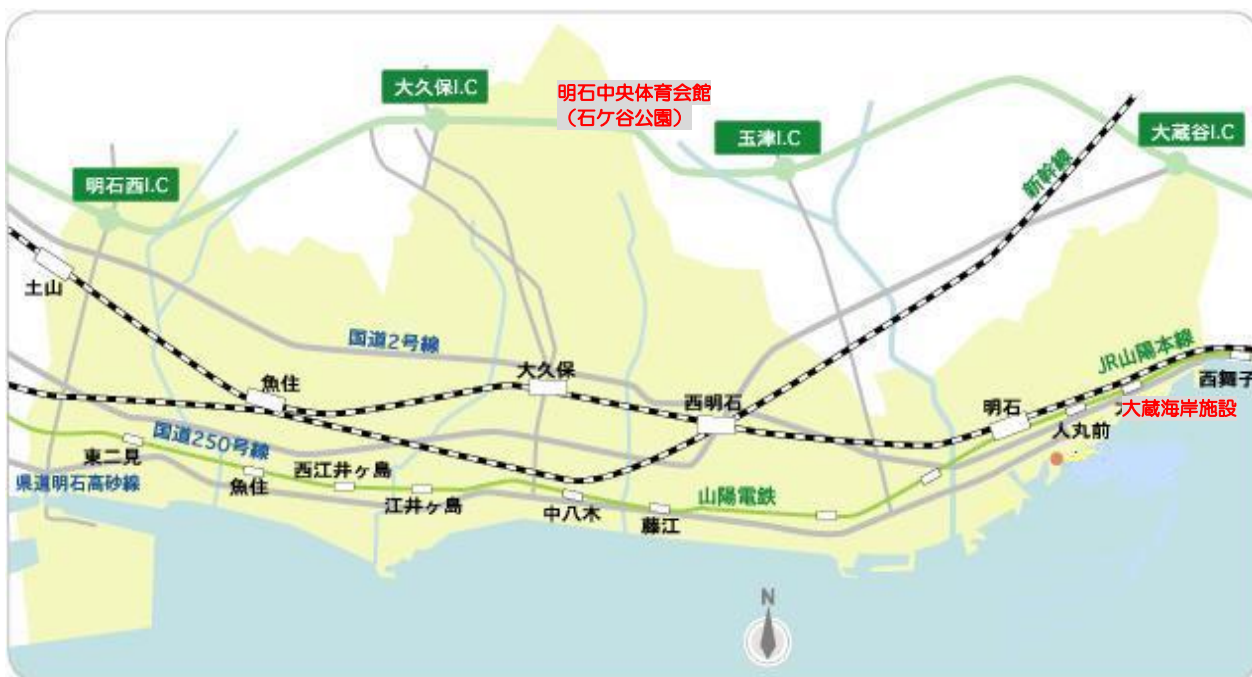 大久保I.C
明石中央体育会館
（石ケ谷公園）
玉津I.C
大蔵谷I.C
明石西I.C
新幹線
土山
国道2号線
JR山陽本線
西舞子
大久保
魚住
西明石
明石
大蔵海岸施設
人丸前
国道250号線
東二見
西江井ヶ島
魚住
県道明石高砂線
江井ヶ島
山陽電鉄
中八木
藤江
N